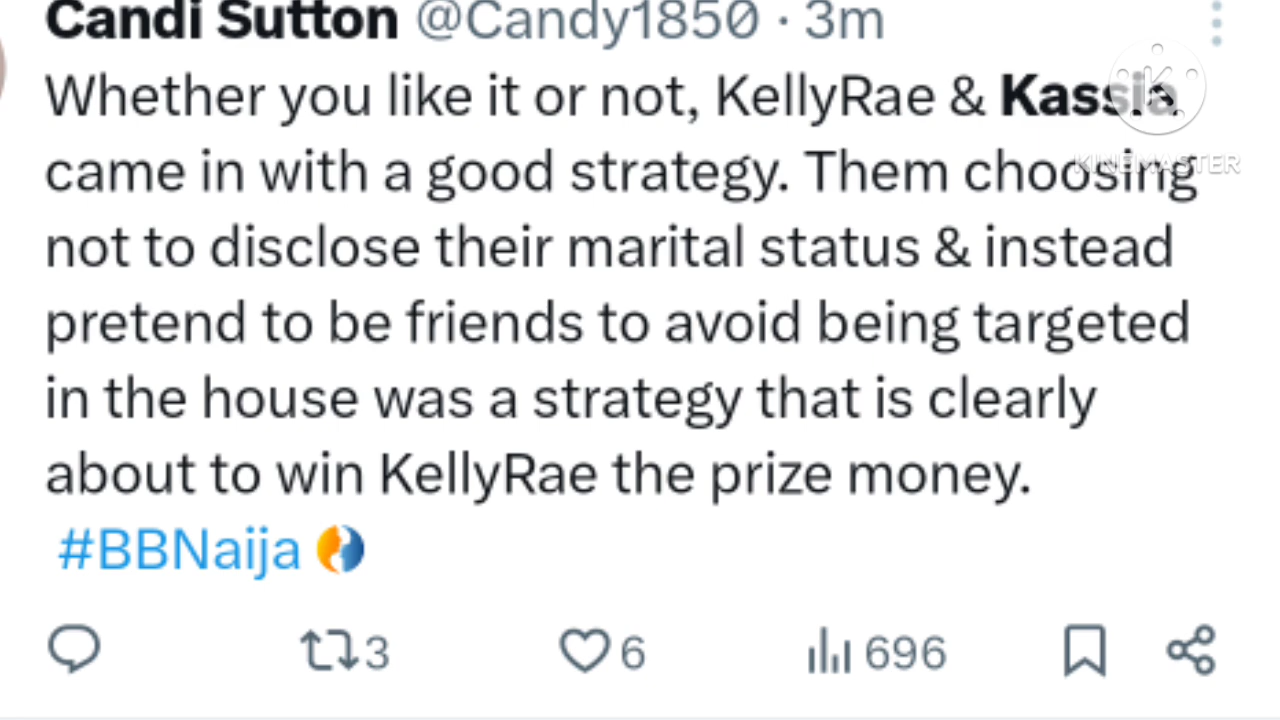 Candi Sutton @Candy1850 · 3m
Whether you like it or not, KellyRae & Kassia
came in with a good strategy. Them choosing
not to disclose their marital status & instead
pretend to be friends to avoid being targeted
in the house was a strategy that is clearly
about to win KellyRae the prize money.
#BBNaija
3 6 696
K
KINEMASTER